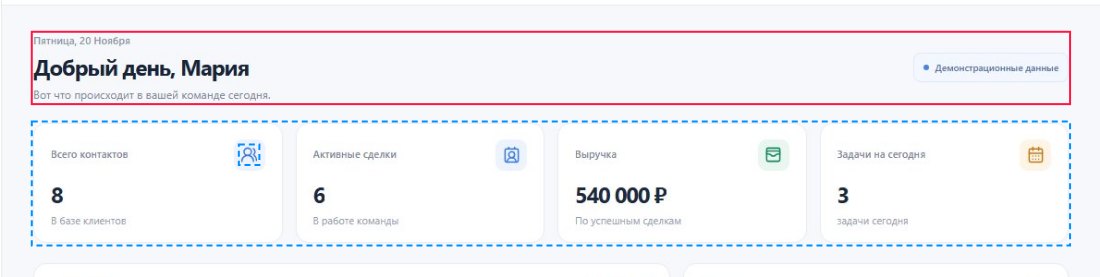 Пятница, 20 Ноября
Добрый день, Мария
Демонстрационные данные
Вот что происходит в вашей команде сегодня.
Всего контактов
8
В базе клиентов
Активные сделки
6
В работе команды
Выручка
540 000 ₽
По успешным сделкам
Задачи на сегодня
3
задачи сегодня